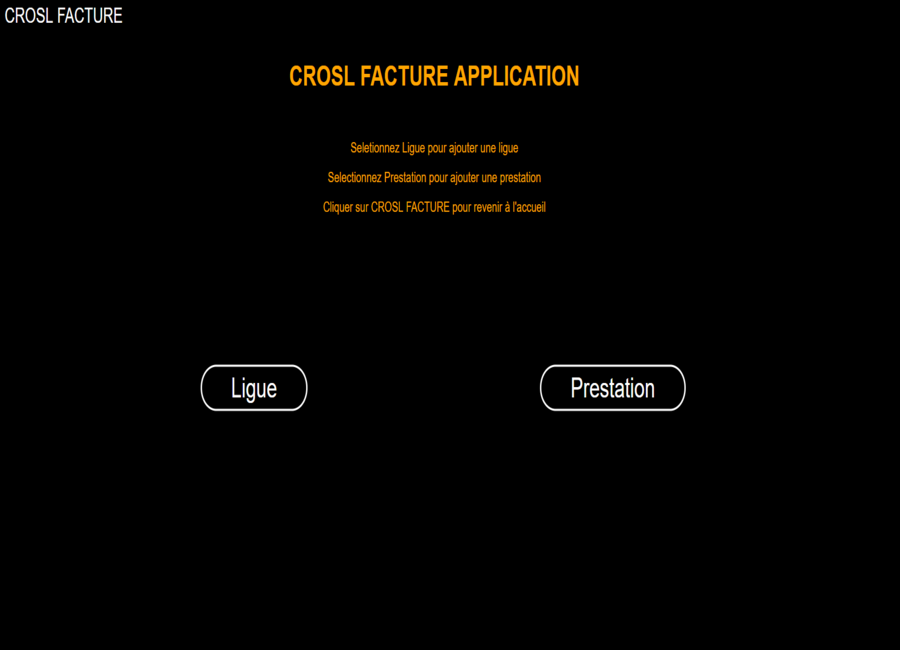 CROSL FACTURE
CROSL FACTURE APPLICATION
Seletionnez Ligue pour ajouter une ligue
Selectionnez Prestation pour ajouter une prestation
Cliquer sur CROSL FACTURE pour revenir à l'accueil
Ligue
Prestation